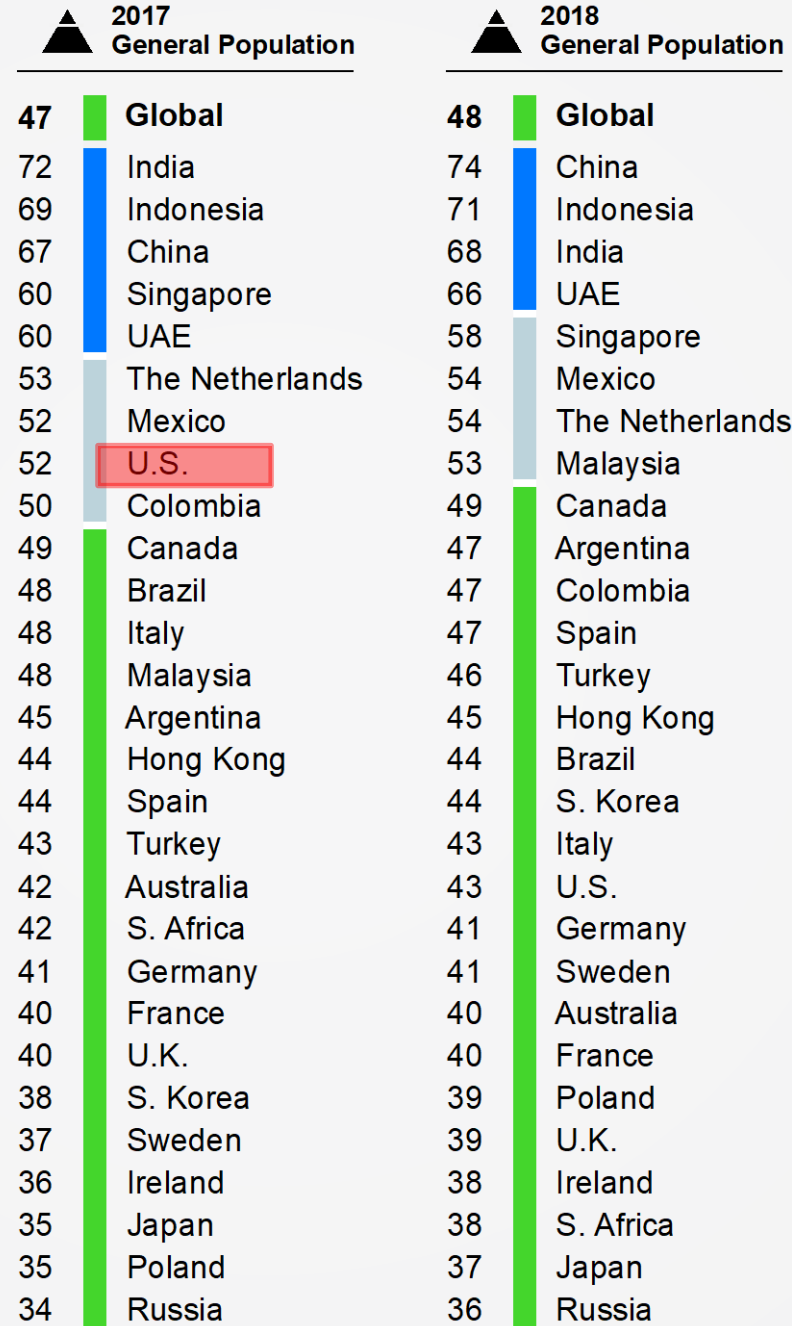 2017
General Population
47 Global
72 India
69 Indonesia
67 China
60 Singapore
60 UAE
53 The Netherlands
52 Mexico
52 U.S.
50 Colombia
49 Canada
48 Brazil
48 Italy
48 Malaysia
45 Argentina
44 Hong Kong
44 Spain
43 Turkey
42 Australia
42 S. Africa
41 Germany
40 France
40 U.K.
38 S. Korea
37 Sweden
36 Ireland
35 Japan
35 Poland
34 Russia
2018
General Population
48 Global
74 China
71 Indonesia
68 India
66 UAE
58 Singapore
54 Mexico
54 The Netherlands
53 Malaysia
49 Canada
47 Argentina
47 Colombia
47 Spain
46 Turkey
45 Hong Kong
44 Brazil
44 S. Korea
43 Italy
43 U.S.
41 Germany
41 Sweden
40 Australia
40 France
39 Poland
39 U.K.
38 Ireland
38 S. Africa
37 Japan
36 Russia